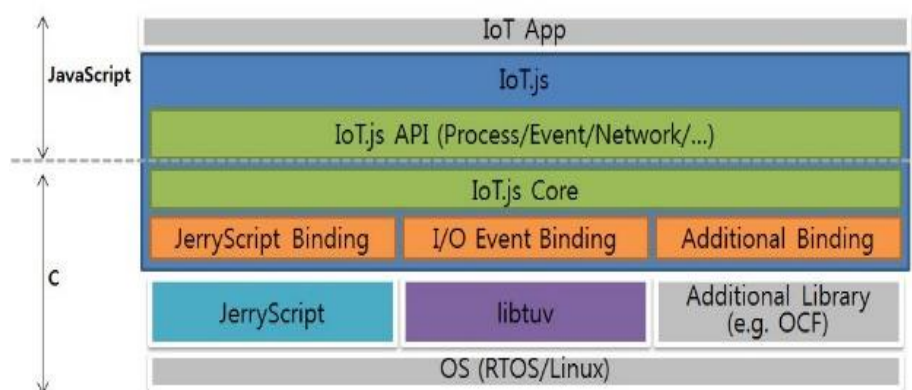 IoT App
JavaScript
IoT.js
IoT.js API (Process/Event/Network/...)
IoT.js Core
JerryScript Binding
I/O Event Binding
Additional Binding
C
JerryScript
libtuv
Additional Library
(e.g. OCF)
OS (RTOS/Linux)